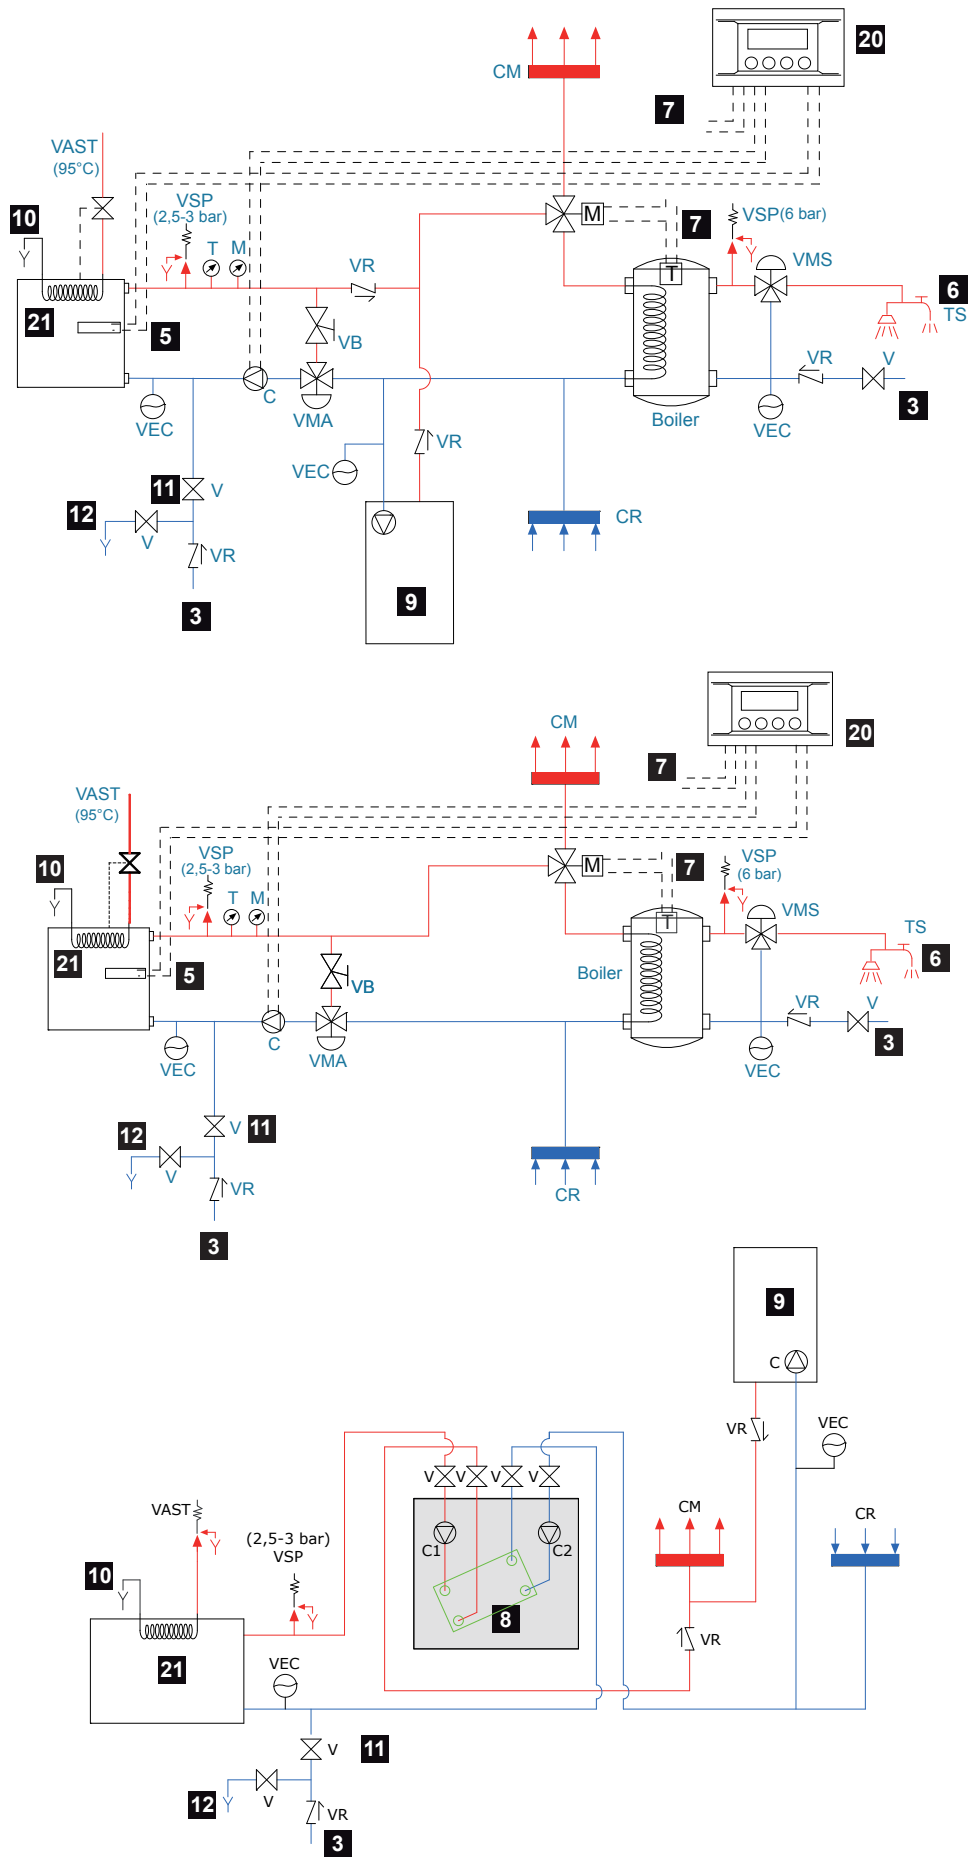 20
CM
7
VAST
(95°C)
VSP
(2,5-3 bar)
10
T
M
M
7
VSP(6 bar)
VR
VMS
T
6
TS
21
5
VB
VR
V
C
3
VMA
VEC
Boiler
VEC
VR
VEC
11
V
12
CR
V
VR
9
3
CM
20
7
VAST
(95°C)
VSP
(2,5-3 bar)
VSP
(6 bar)
10
M
7
T
M
VMS
T
TS
21
5
Boiler
6
VB
VR
V
C
3
VEC
VMA
VEC
12
V
11
V
VR
CR
3
9
C
VR
VEC
V
V
V
V
VAST
CM
CR
(2,5-3 bar)
VSP
C1
C2
10
8
VR
21
VEC
V
11
12
V
VR
3